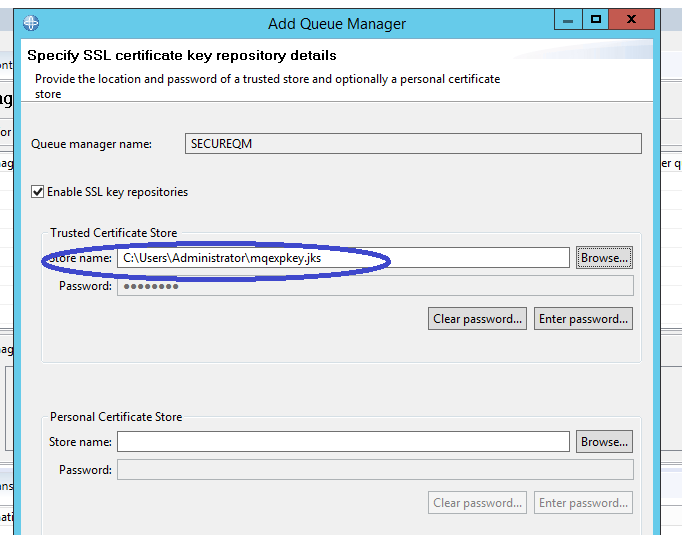 Add Queue Manager
Specify SSL certificate key repository details
Provide the location and password of a trusted store and optionally a personal certificate
store
Queue manager name: SECUREQM
Enable SSL key repositories
Trusted Certificate Store
Store name: C:\Users\Administrator\mqexpkey.jks Browse...
Password: ●●●●●●●●
Clear password... Enter password...
Personal Certificate Store
Store name: Browse...
Password:
Clear password... Enter password...